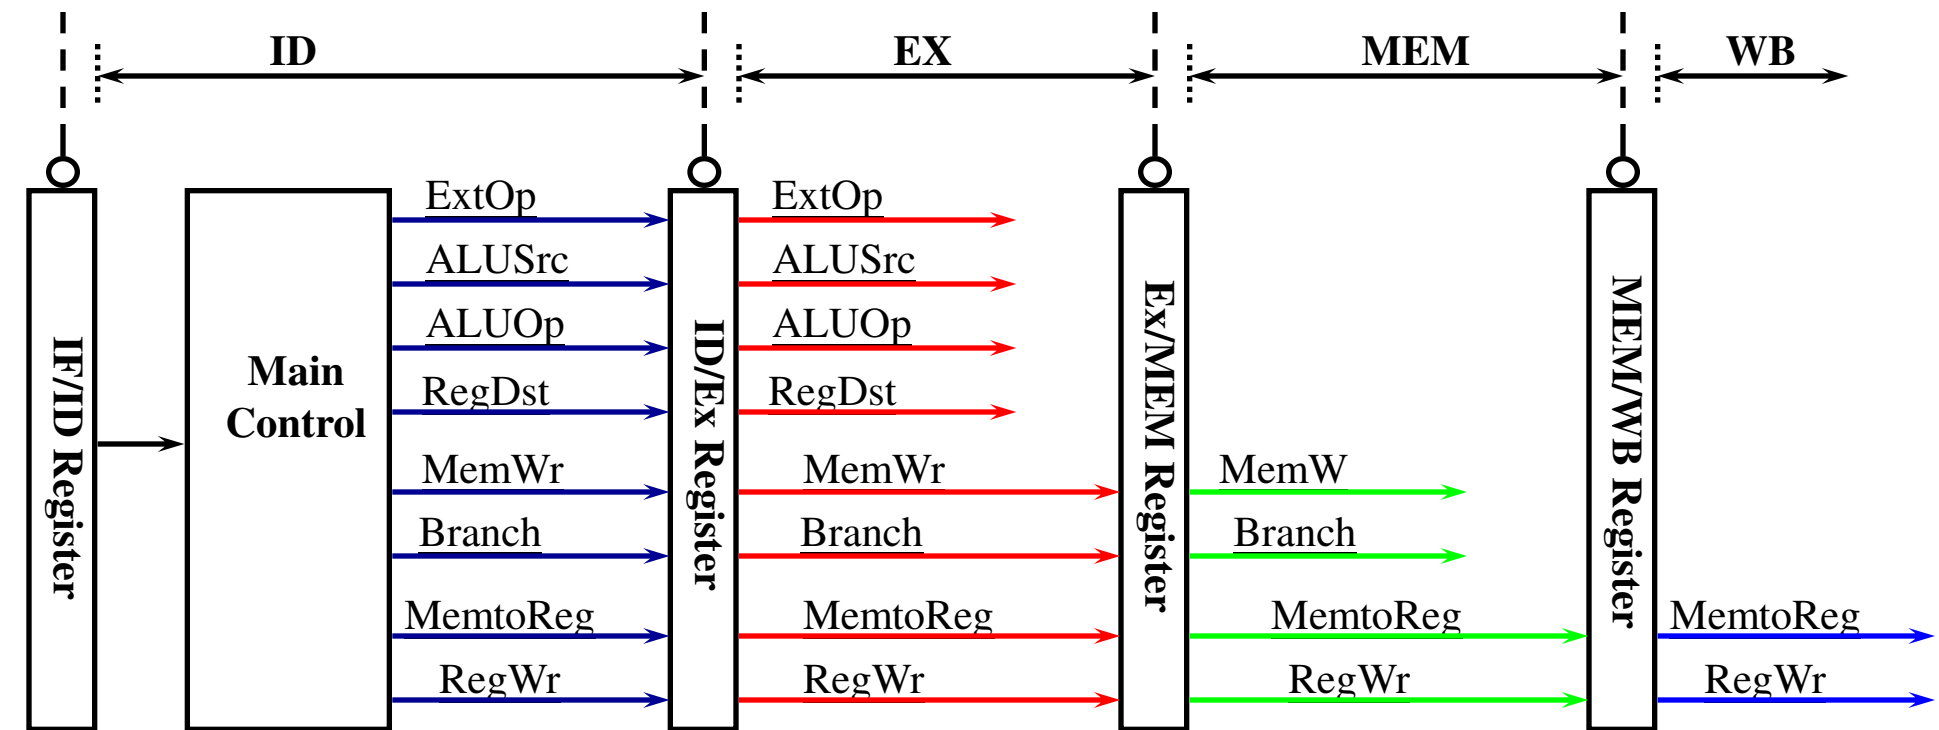 ID
EX
MEM
WB
IF/ID Register
Main
Control
ExtOp
ALUSrc
ALUOp
RegDst
MemWr
Branch
MemtoReg
RegWr
ID/Ex Register
ExtOp
ALUSrc
ALUOp
RegDst
MemWr
Branch
MemtoReg
RegWr
Ex/MEM Register
MemW
Branch
MemtoReg
RegWr
MEM/WB Register
MemtoReg
RegWr